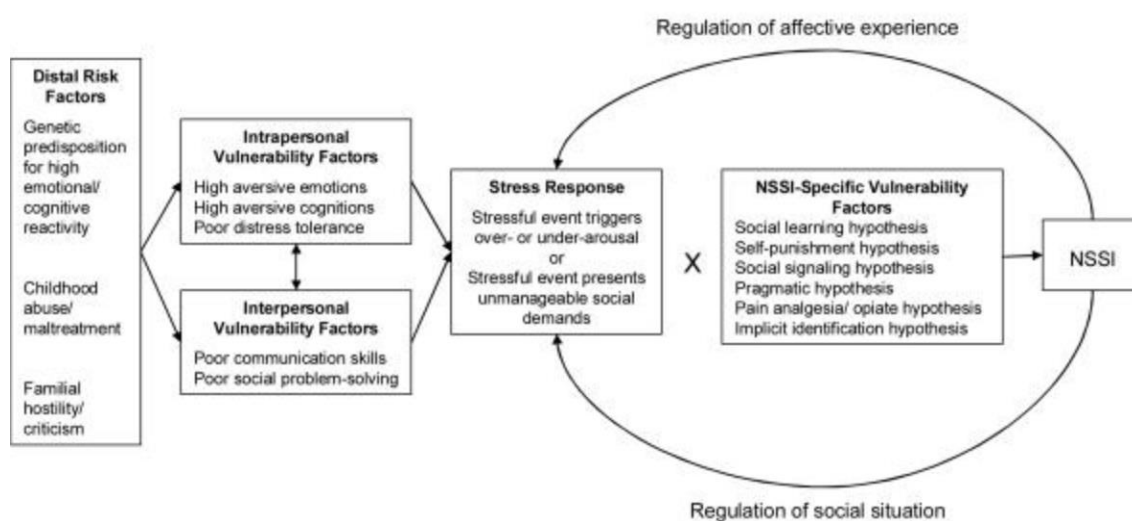 Regulation of affective experience
Distal Risk
Factors
Genetic
predisposition
for high
emotional/
cognitive
reactivity
Childhood
abuse/
maltreatment
Familial
hostility/
criticism
Intrapersonal
Vulnerability Factors
High aversive emotions
High aversive cognitions
Poor distress tolerance
Interpersonal
Vulnerability Factors
Poor communication skills
Poor social problem-solving
Stress Response
Stressful event triggers
over- or under-arousal
or
Stressful event presents
unmanageable social
demands
X
NSSI-Specific Vulnerability
Factors
Social learning hypothesis
Self-punishment hypothesis
Social signaling hypothesis
Pragmatic hypothesis
Pain analgesia/ opiate hypothesis
Implicit identification hypothesis
NSSI
Regulation of social situation